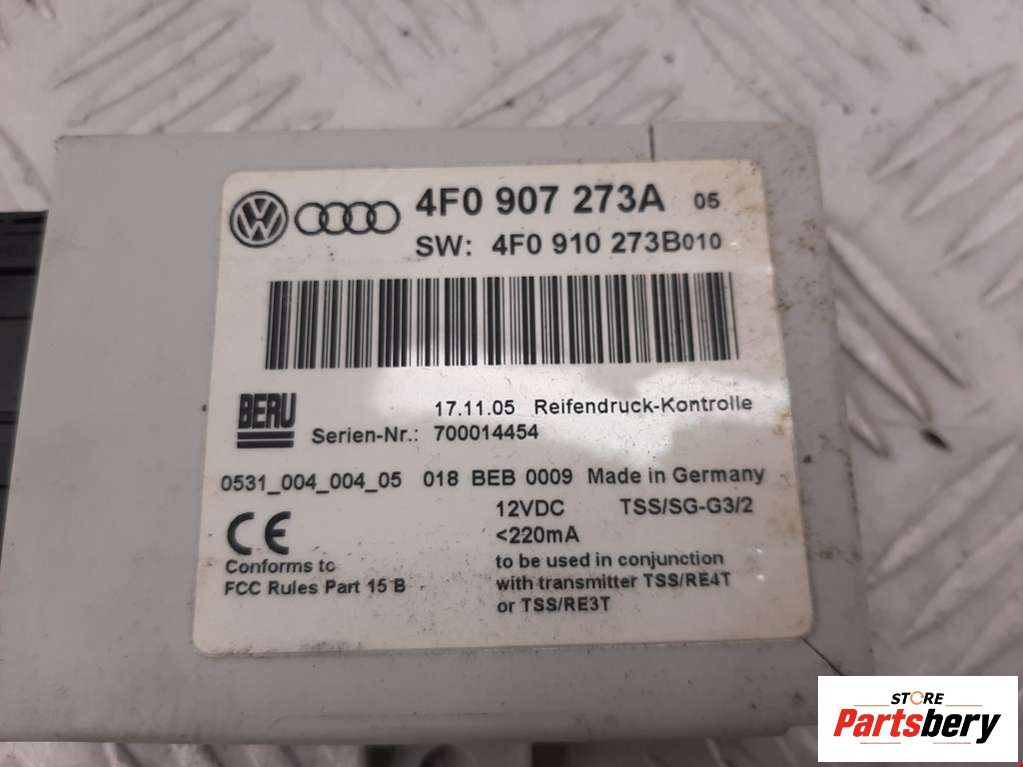 4F0 907 273A 05
SW: 4F0 910 273B010
BERU
17.11.05 Reifendruck-Kontrolle
Serien-Nr.: 700014454
0531_004_004_05 018 BEB 0009 Made in Germany
12VDC TSS/SG-G3/2
CE <220mA
Conforms to
FCC Rules Part 15 B
to be used in conjunction
with transmitter TSS/RE4T
or TSS/RE3T
STORE
Partsbery